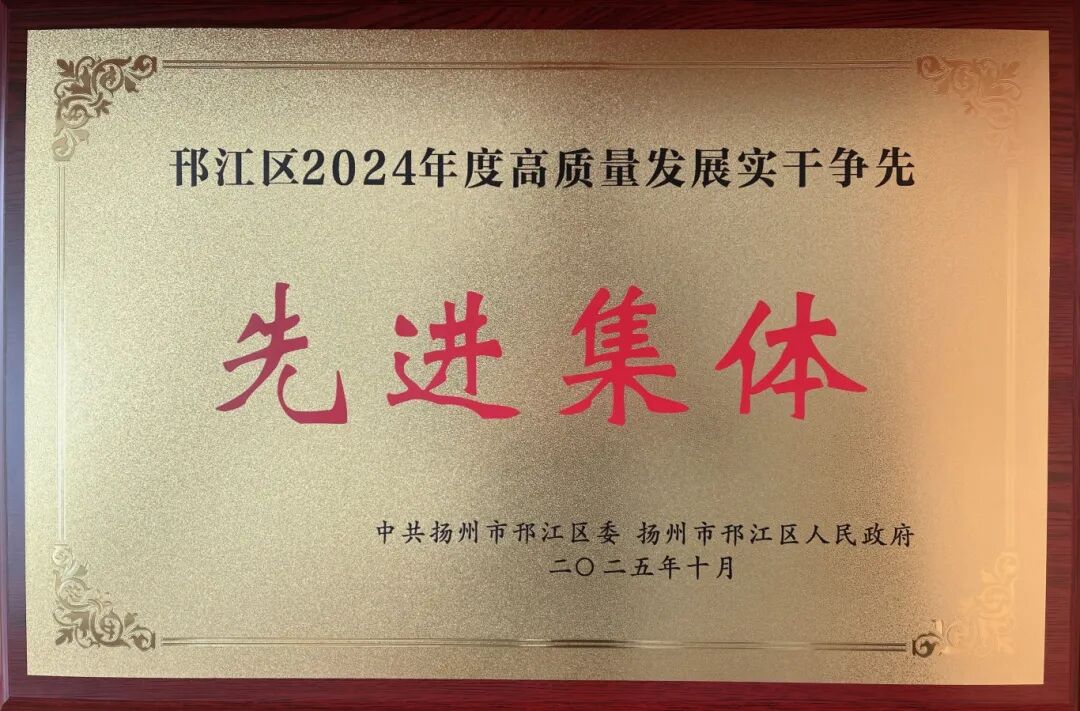 邗江区2024年度高质量发展实干争先
先进集体
中共扬州市邗江区委 扬州市邗江区人民政府
二〇二五年十月